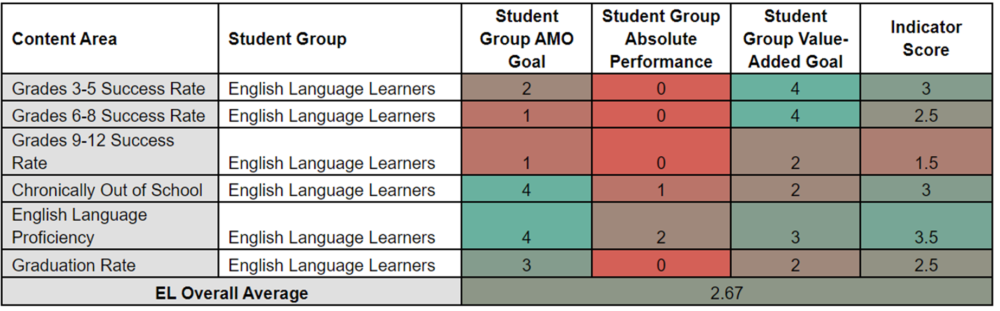 Content Area
Student Group
Student
Group AMO
Goal
Student Group
Absolute
Performance
Student
Group Value-
Added Goal
Indicator
Score
Grades 3-5 Success Rate English Language Learners 2 0 4 3
Grades 6-8 Success Rate English Language Learners 1 0 4 2.5
Grades 9-12 Success
Rate English Language Learners 1 0 2 1.5
Chronically Out of School English Language Learners 4 1 2 3
English Language
Proficiency English Language Learners 4 2 3 3.5
Graduation Rate English Language Learners 3 0 2 2.5
EL Overall Average 2.67